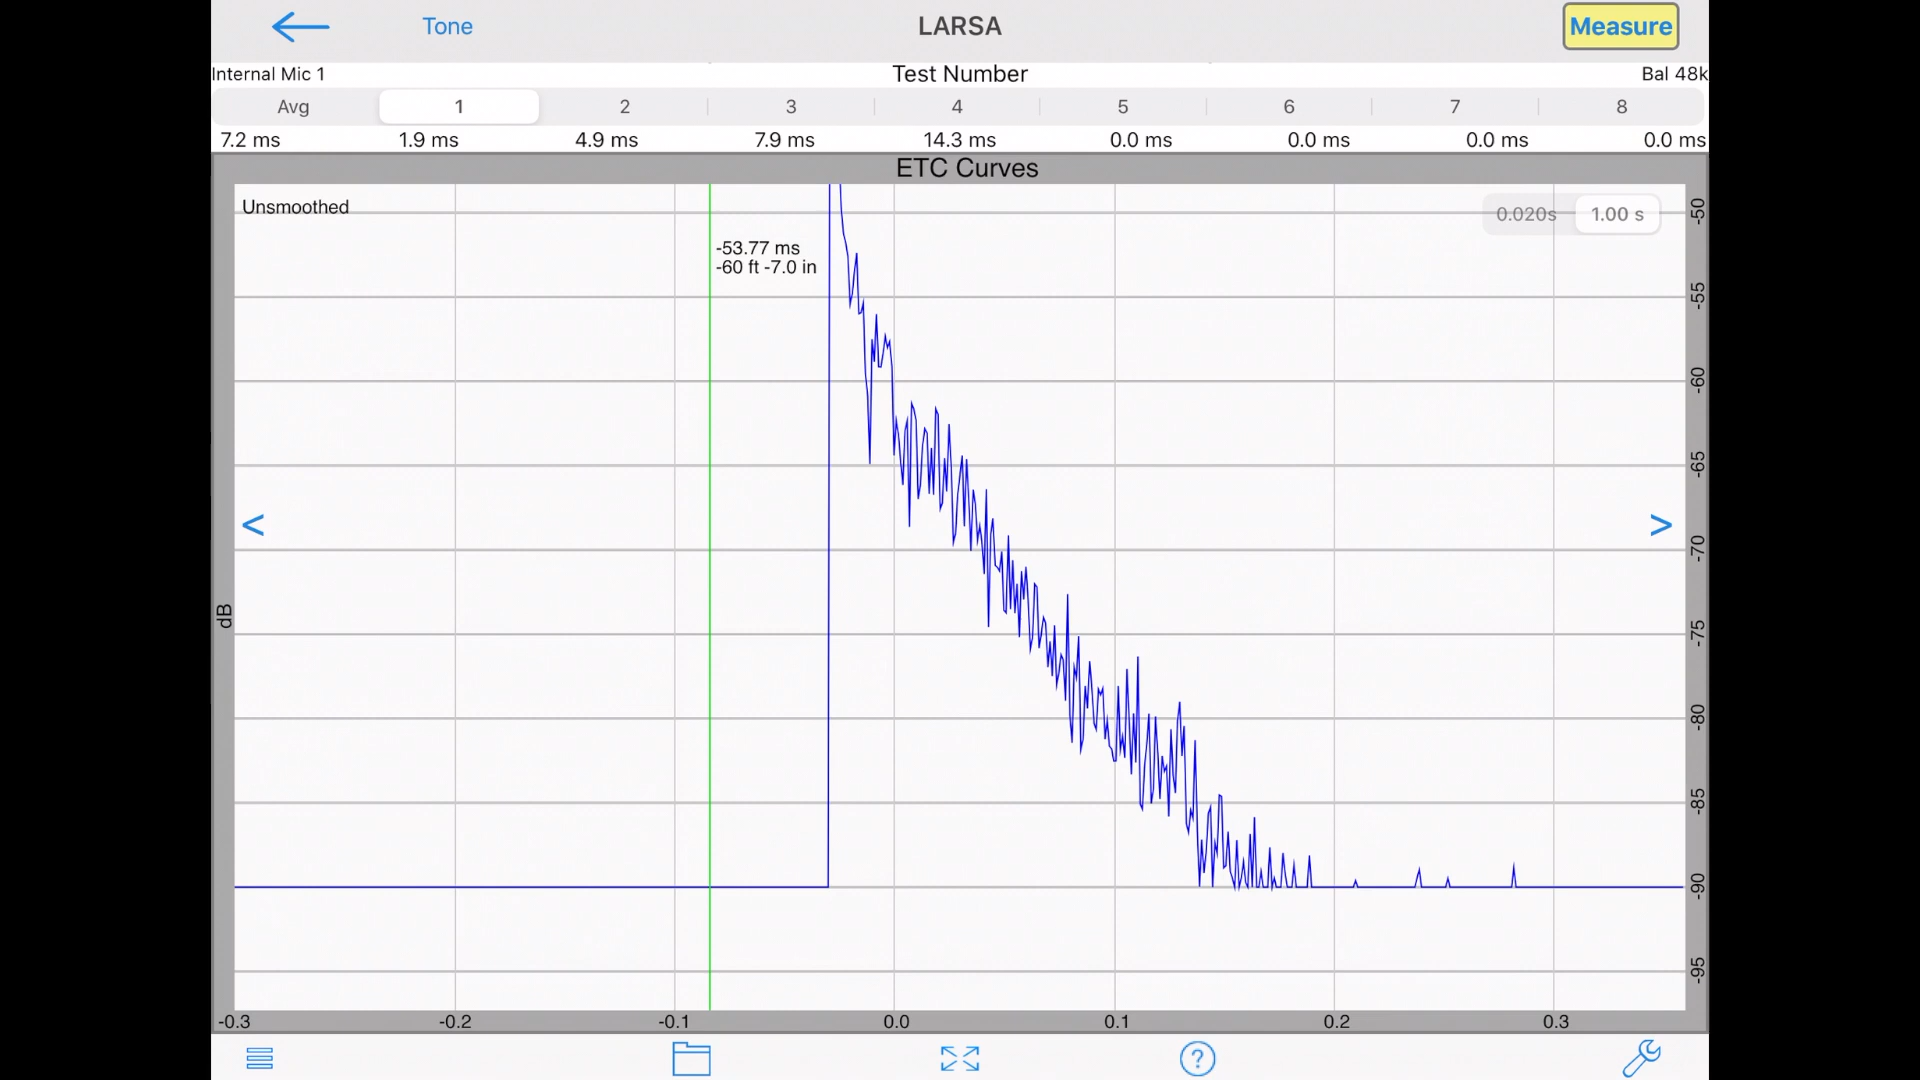 Tone LARSA Measure
Internal Mic 1 Test Number Bal 48k
Avg 1 2 3 4 5 6 7 8
7.2 ms 1.9 ms 4.9 ms 7.9 ms 14.3 ms 0.0 ms 0.0 ms 0.0 ms 0.0 ms
ETC Curves
Unsmoothed
0.020s 1.00 s
-53.77 ms
-60 ft -7.0 in
< >
dB
-50
-55
-60
-65
-70
-75
-80
-85
-90
-95
-0.3 -0.2 -0.1 0.0 0.1 0.2 0.3
?